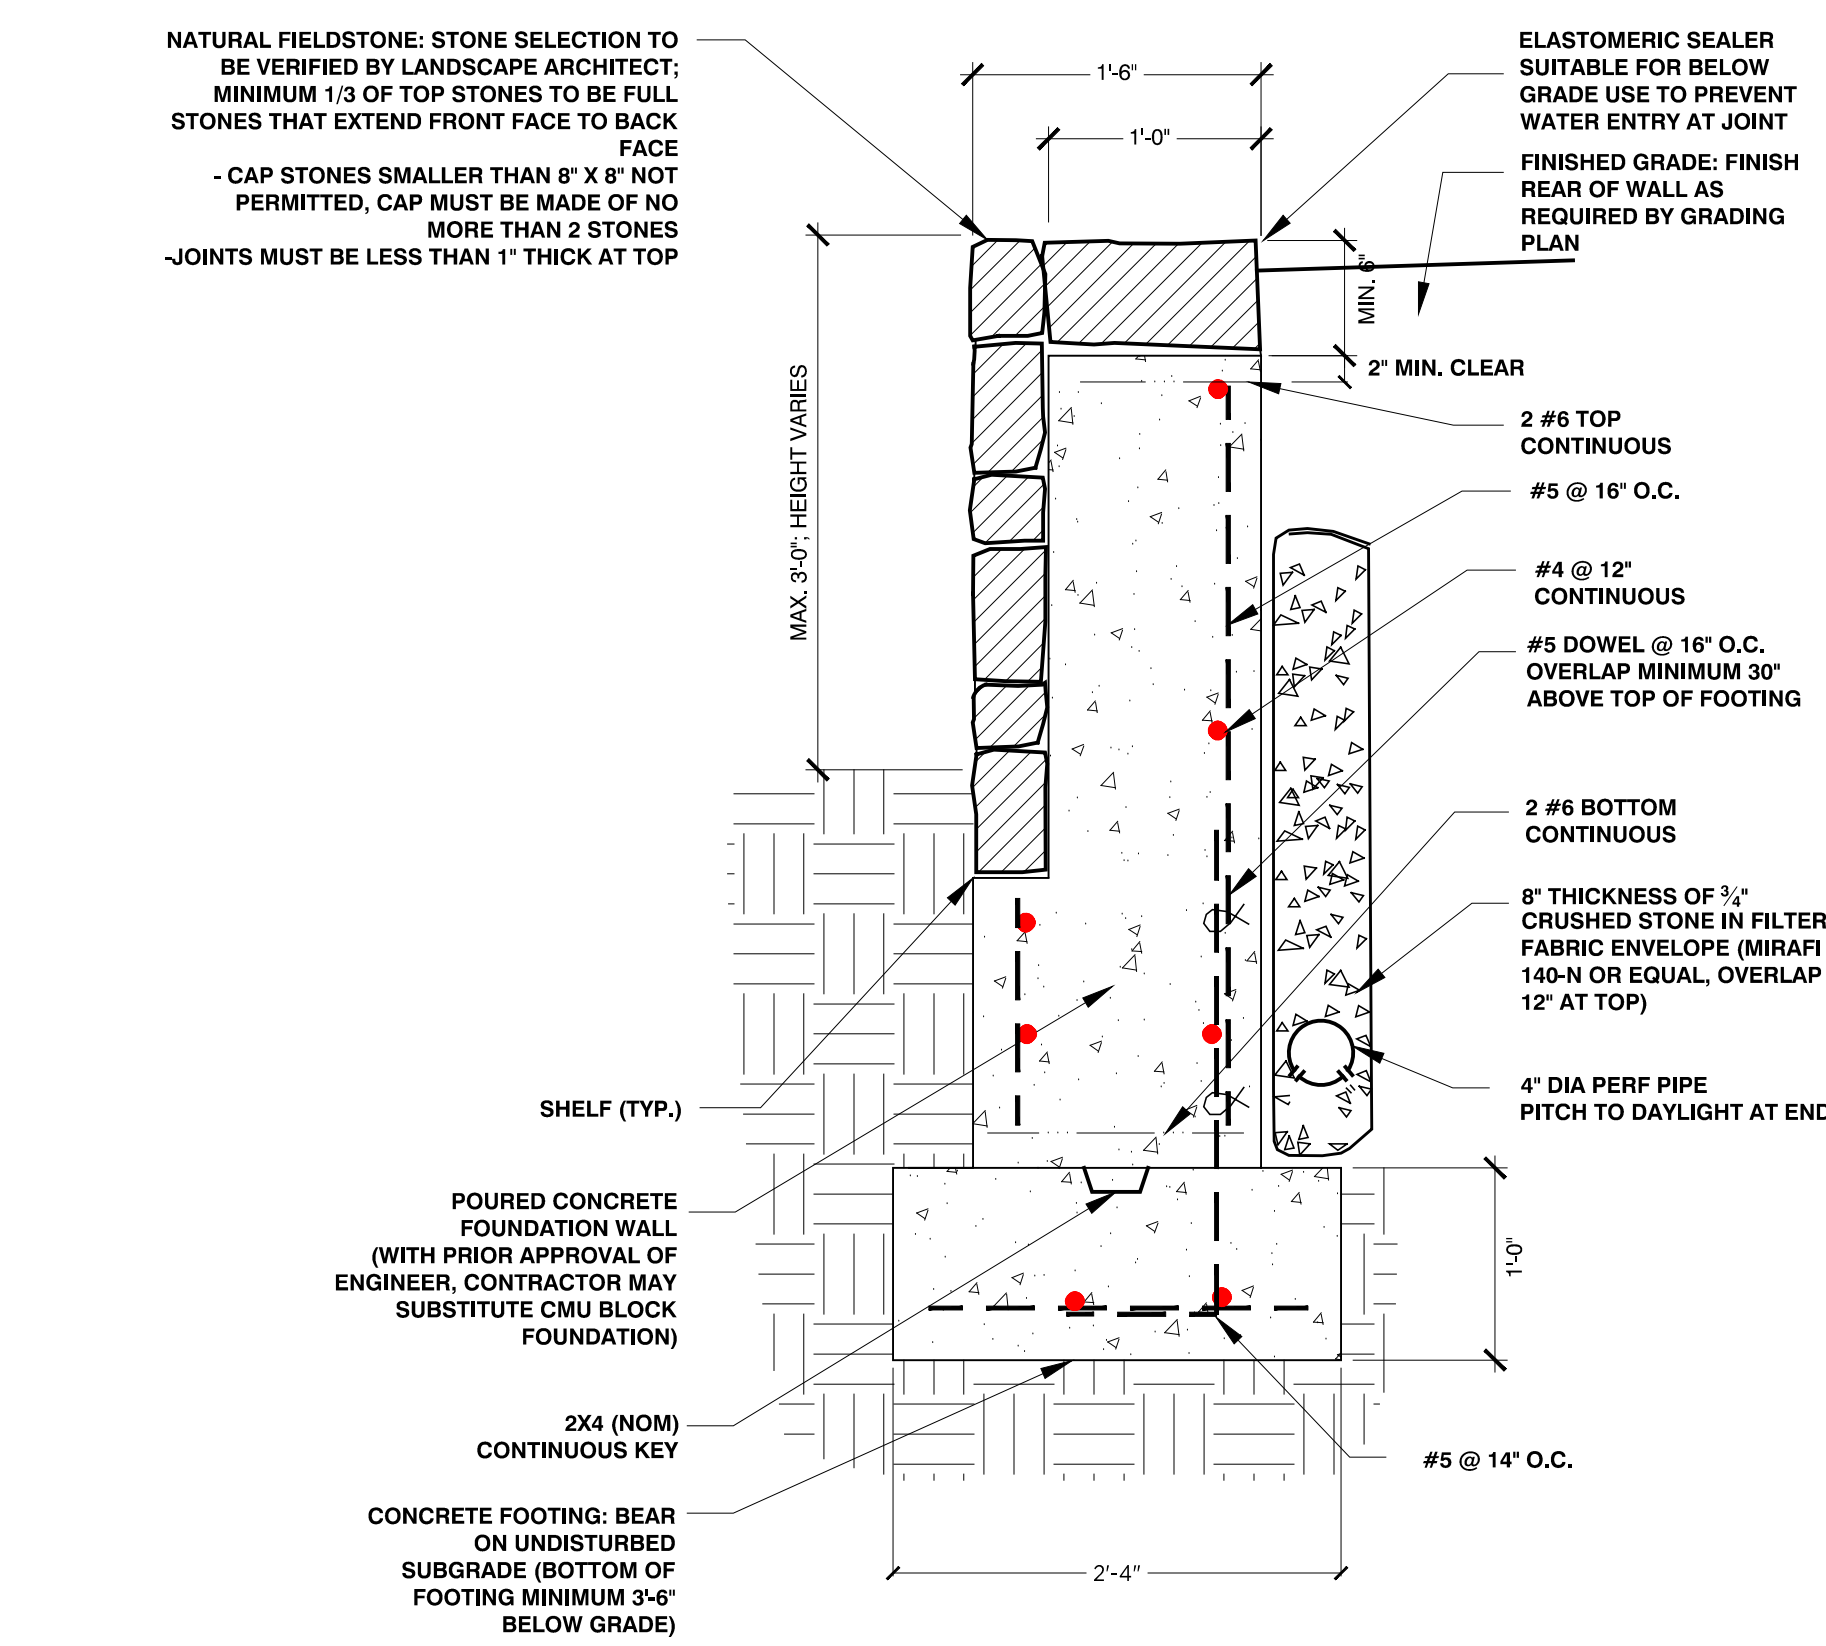 NATURAL FIELDSTONE: STONE SELECTION TO
BE VERIFIED BY LANDSCAPE ARCHITECT;
MINIMUM 1/3 OF TOP STONES TO BE FULL
STONES THAT EXTEND FRONT FACE TO BACK
FACE
- CAP STONES SMALLER THAN 8" X 8" NOT
PERMITTED, CAP MUST BE MADE OF NO
MORE THAN 2 STONES
-JOINTS MUST BE LESS THAN 1" THICK AT TOP
1'-6"
1'-0"
ELASTOMERIC SEALER
SUITABLE FOR BELOW
GRADE USE TO PREVENT
WATER ENTRY AT JOINT
FINISHED GRADE: FINISH
REAR OF WALL AS
REQUIRED BY GRADING
PLAN
MIN. 6"
2" MIN. CLEAR
2 #6 TOP
CONTINUOUS
#5 @ 16" O.C.
#4 @ 12"
CONTINUOUS
#5 DOWEL @ 16" O.C.
OVERLAP MINIMUM 30"
ABOVE TOP OF FOOTING
MAX. 3'-0"; HEIGHT VARIES
2 #6 BOTTOM
CONTINUOUS
8" THICKNESS OF ¾"
CRUSHED STONE IN FILTER
FABRIC ENVELOPE (MIRAFI
140-N OR EQUAL, OVERLAP
12" AT TOP)
4" DIA PERF PIPE
PITCH TO DAYLIGHT AT END
SHELF (TYP.)
POURED CONCRETE
FOUNDATION WALL
(WITH PRIOR APPROVAL OF
ENGINEER, CONTRACTOR MAY
SUBSTITUTE CMU BLOCK
FOUNDATION)
1'-0"
2X4 (NOM)
CONTINUOUS KEY
#5 @ 14" O.C.
CONCRETE FOOTING: BEAR
ON UNDISTURBED
SUBGRADE (BOTTOM OF
FOOTING MINIMUM 3'-6"
BELOW GRADE)
2'-4"